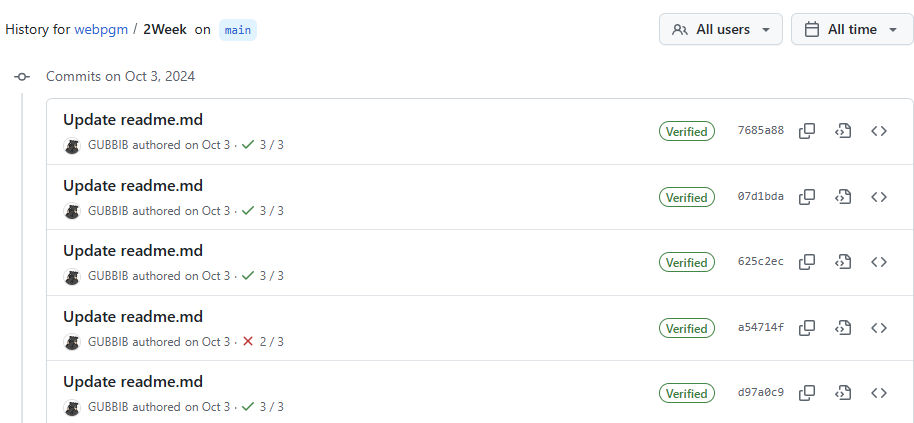 History for webpgm / 2Week on main
All users
All time
Commits on Oct 3, 2024
Update readme.md
GUBBIB authored on Oct 3 · 3 / 3
Verified
7685a88
Update readme.md
GUBBIB authored on Oct 3 · 3 / 3
Verified
07d1bda
Update readme.md
GUBBIB authored on Oct 3 · 3 / 3
Verified
625c2ec
Update readme.md
GUBBIB authored on Oct 3 · 2 / 3
Verified
a54714f
Update readme.md
GUBBIB authored on Oct 3 · 3 / 3
Verified
d97a0c9